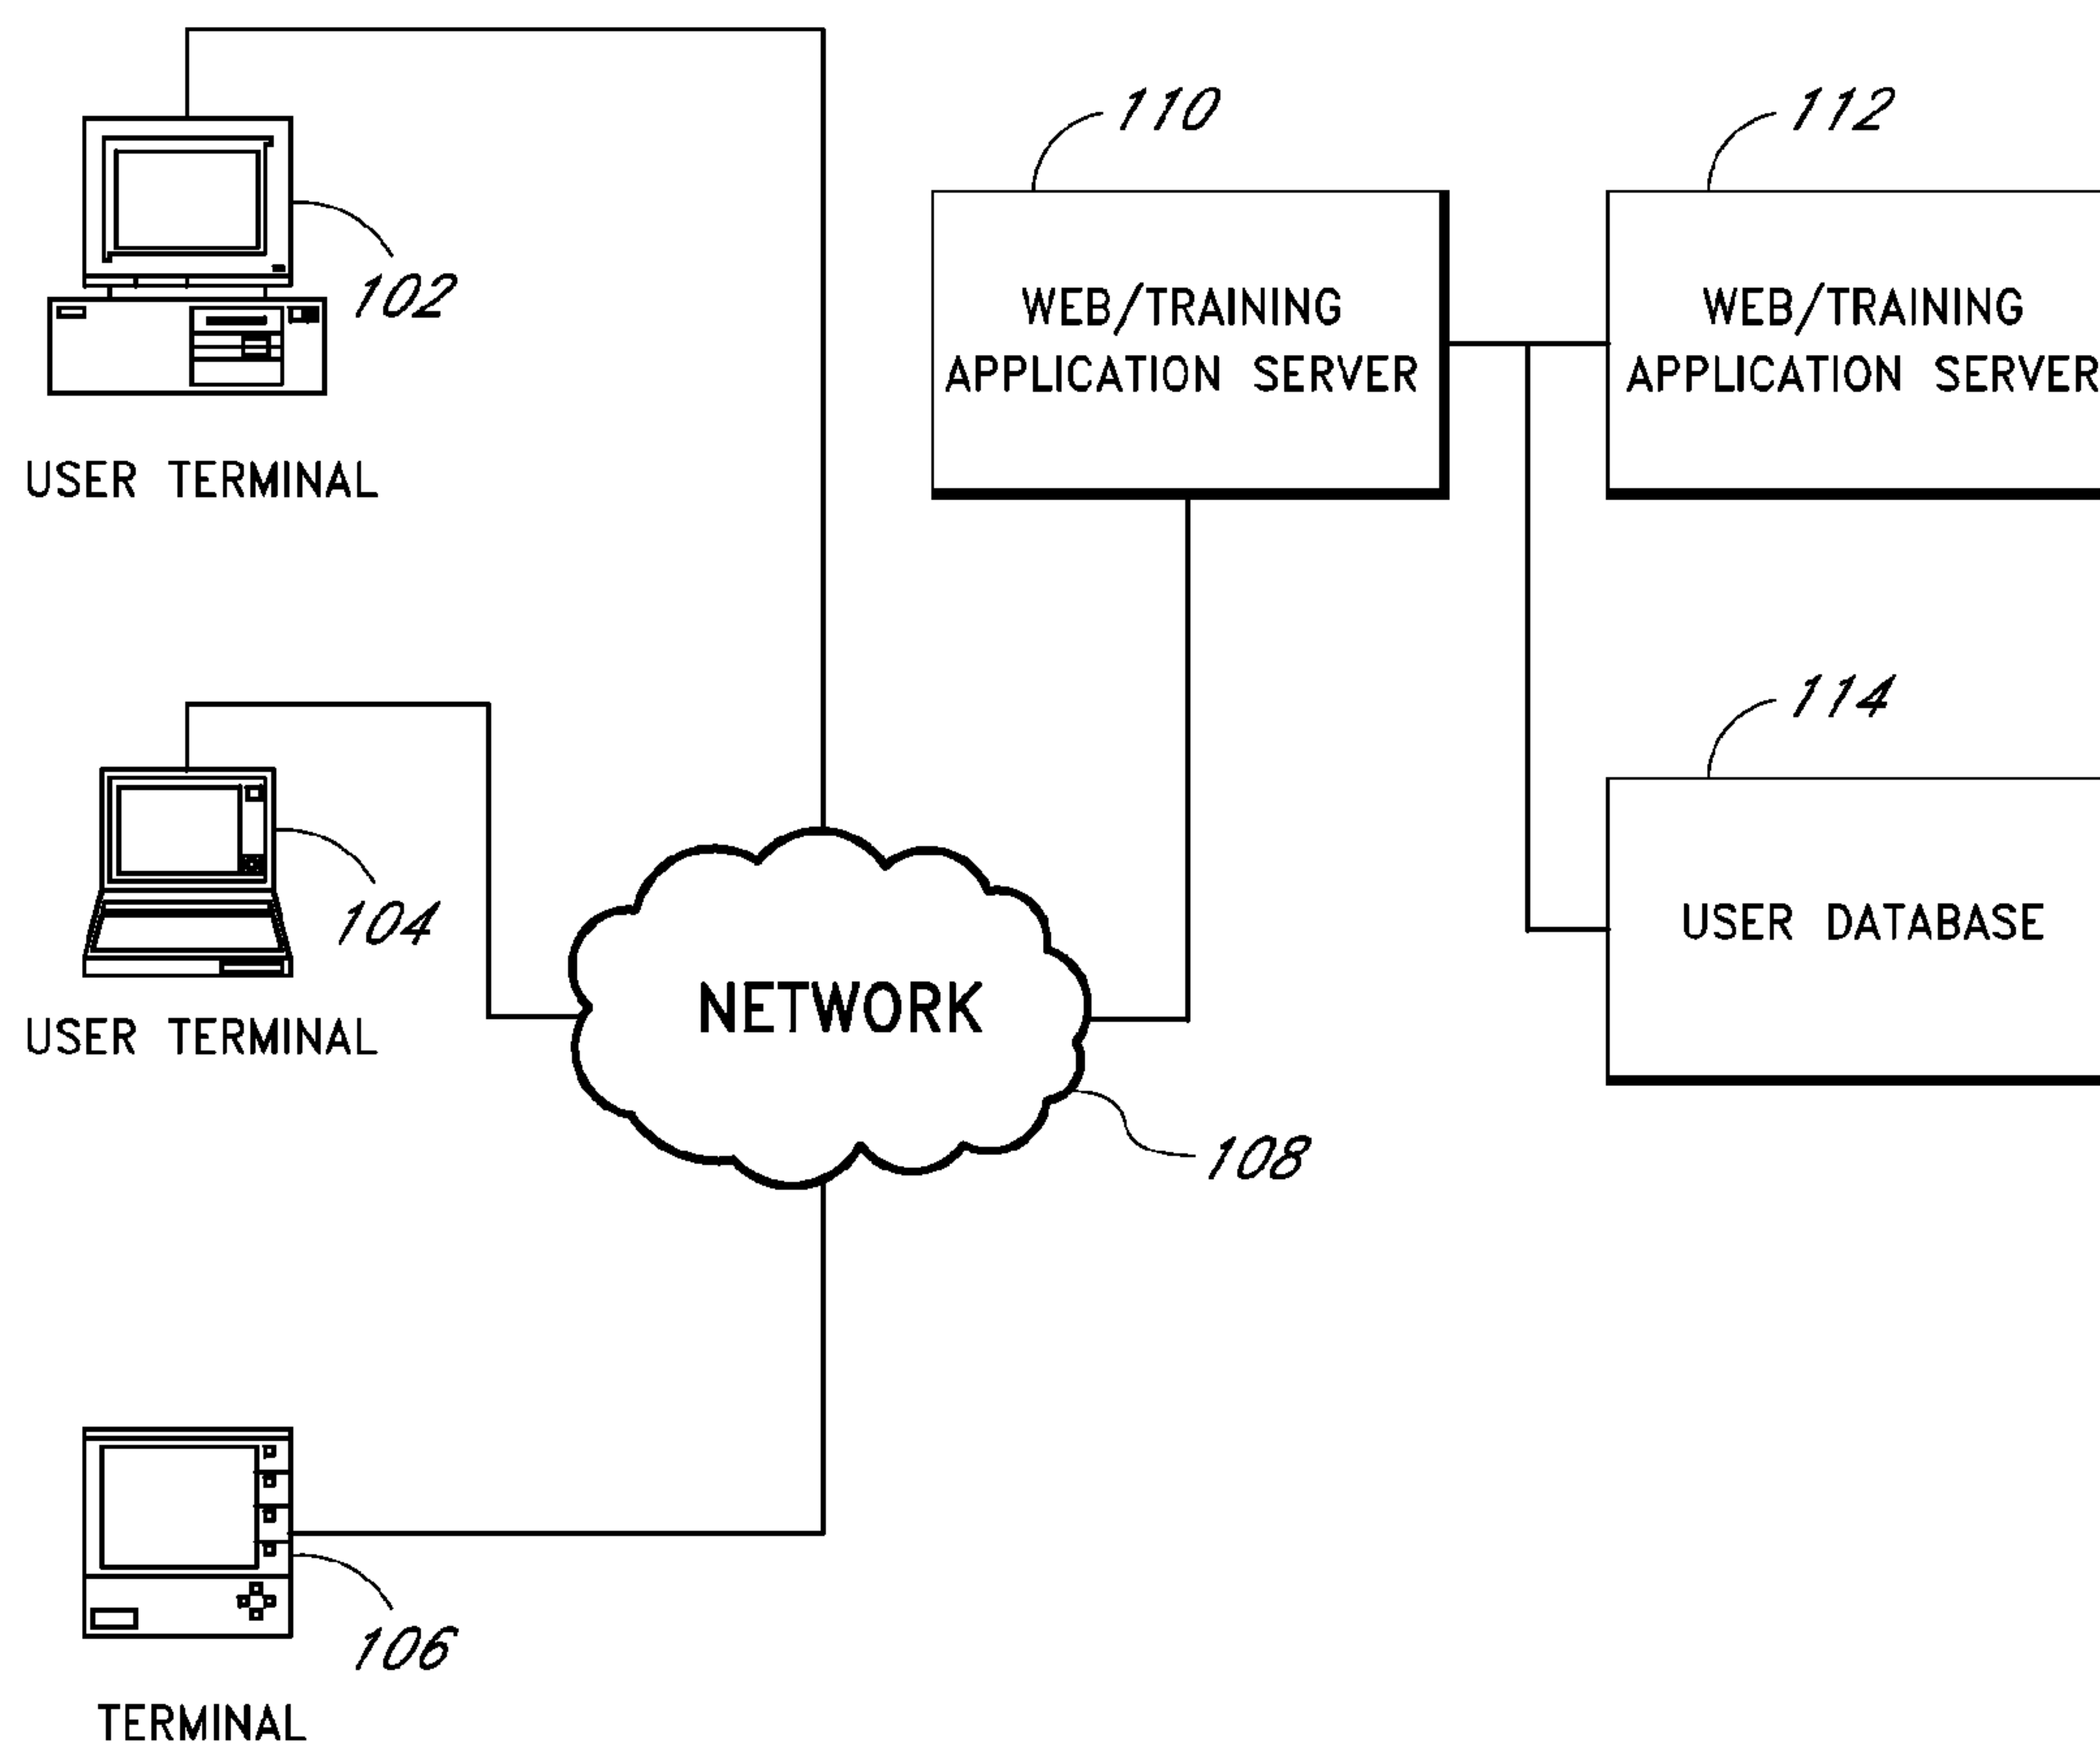 110
112
102
WEB/TRAINING
APPLICATION SERVER
WEB/TRAINING
APPLICATION SERVER
USER TERMINAL
114
104
USER DATABASE
NETWORK
USER TERMINAL
108
106
TERMINAL